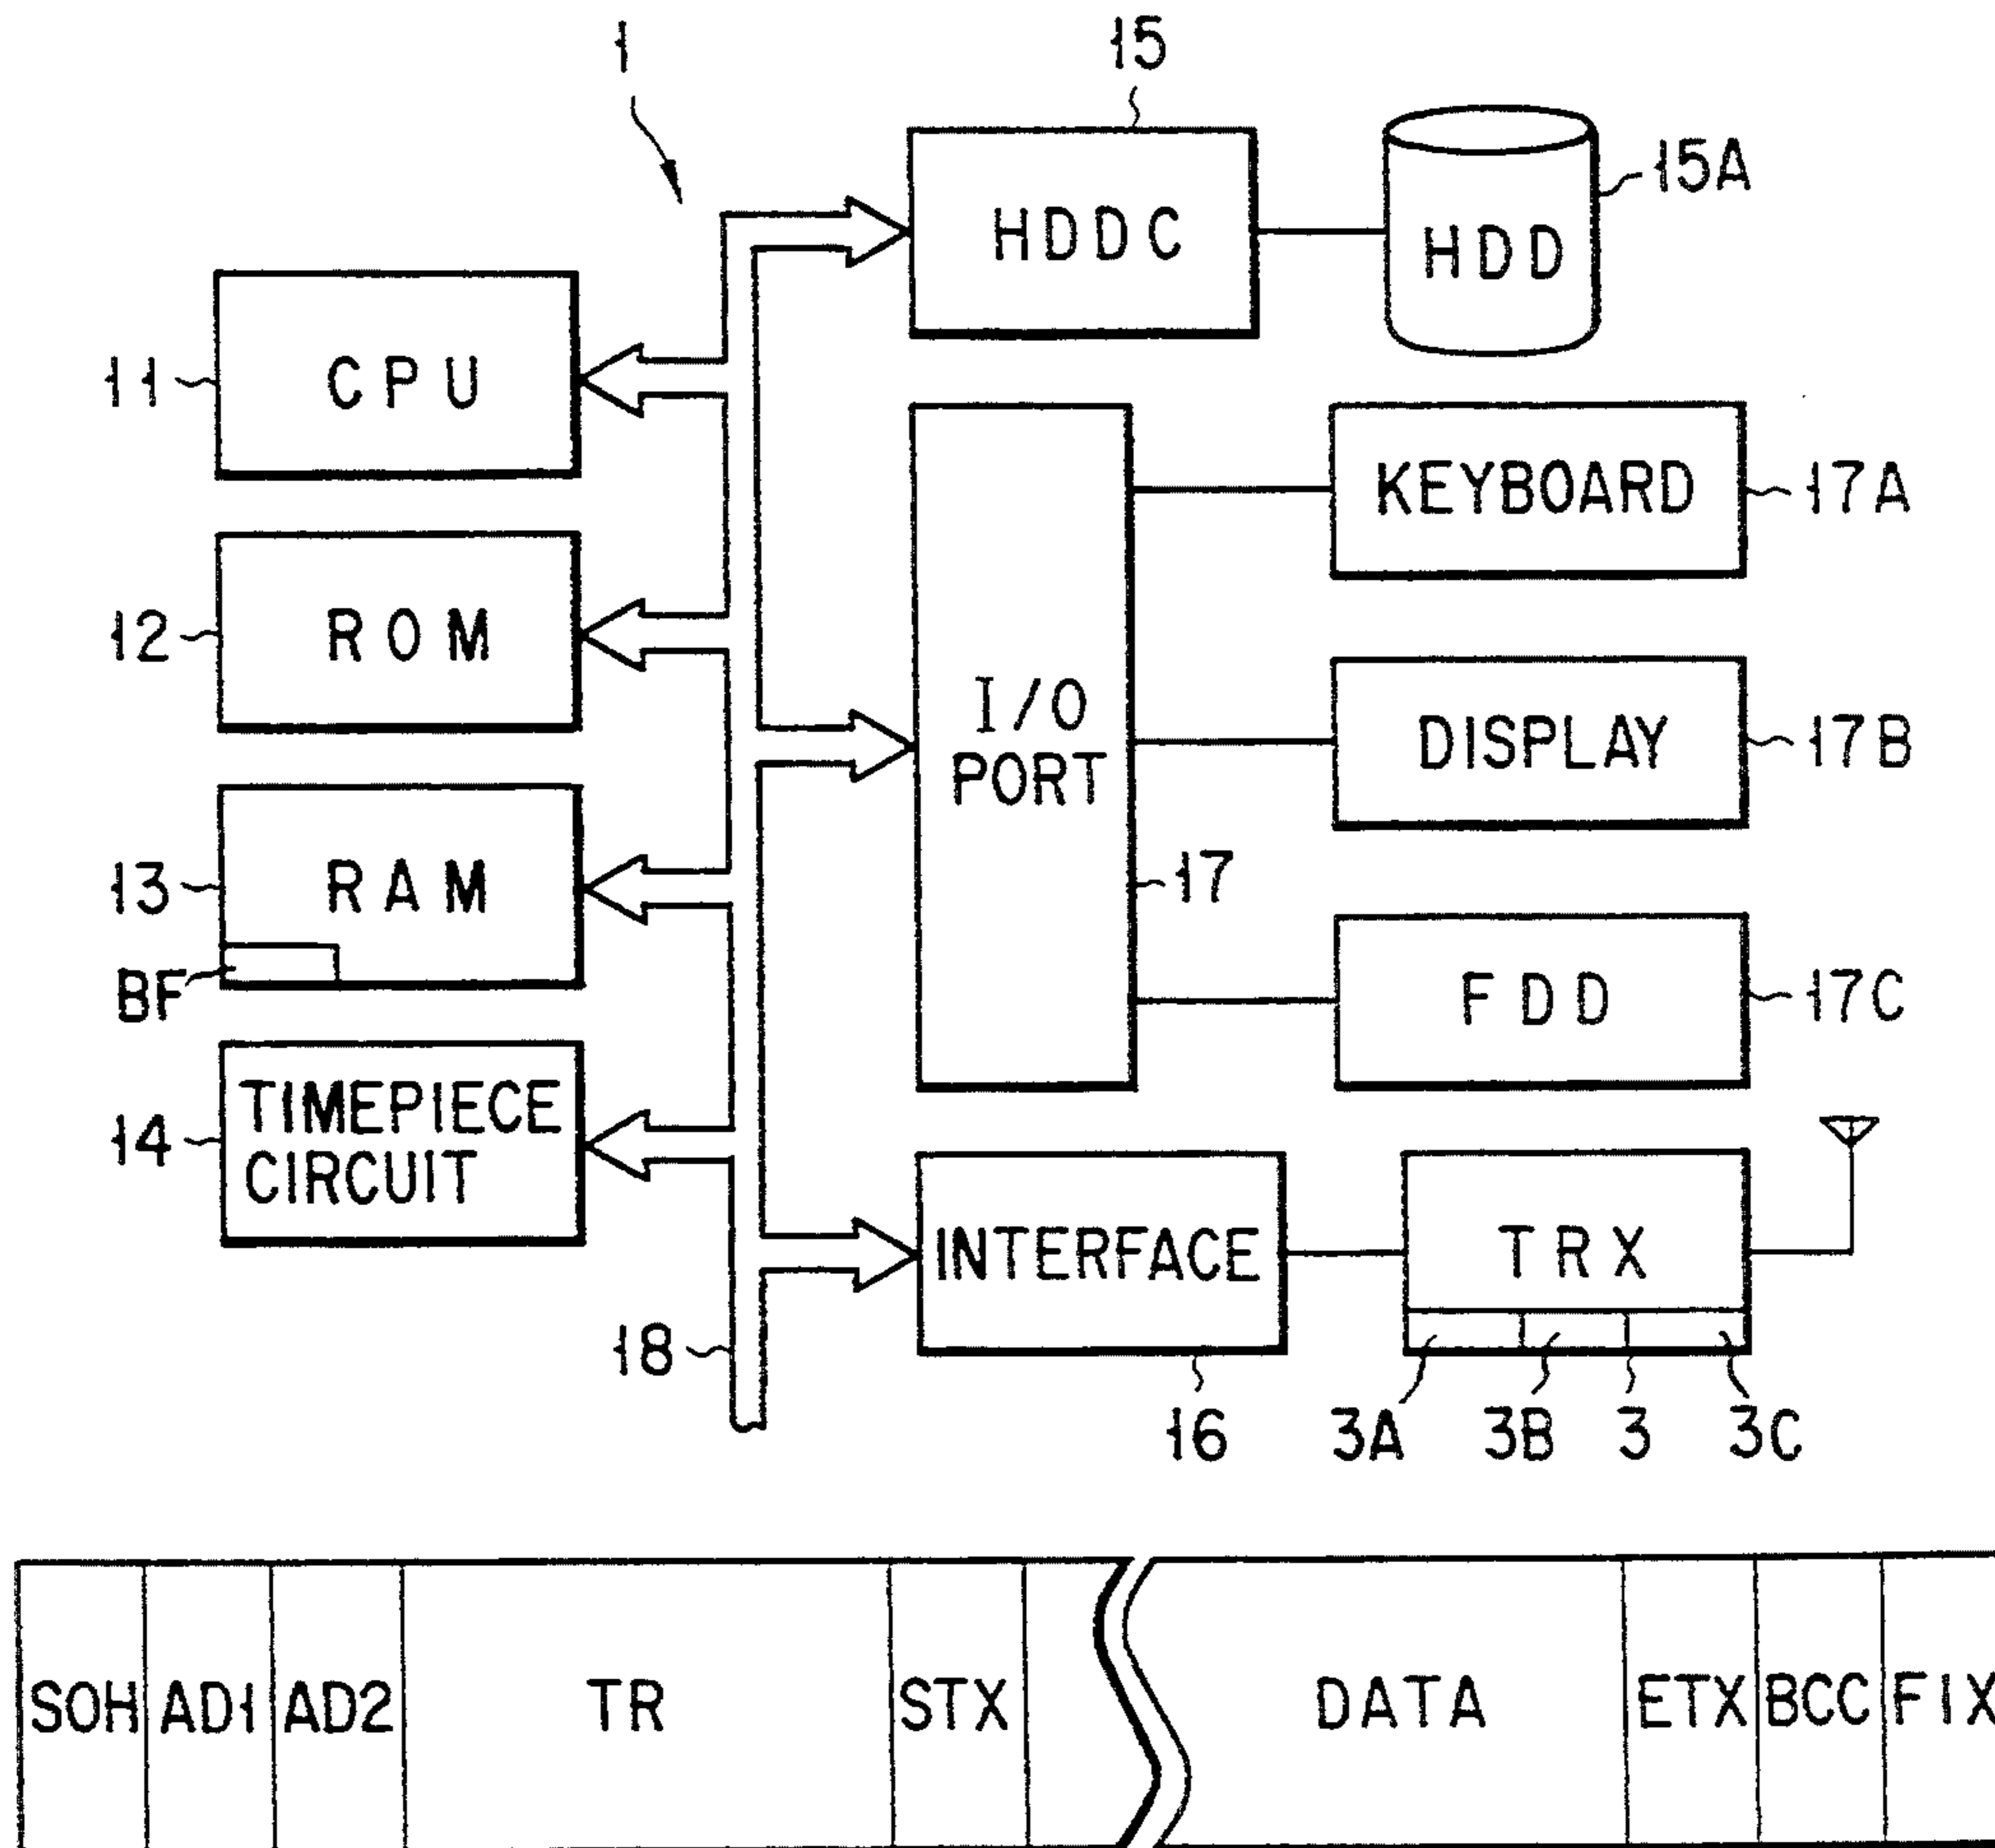 1
15
HDDC
HDD
15A
11
CPU
KEYBOARD
17A
12
ROM
I/O
PORT
DISPLAY
17B
13
RAM
17
BF
FDD
17C
14
TIMEPIECE
CIRCUIT
INTERFACE
TRX
18
16
3A
3B
3
3C
SOH
AD1
AD2
TR
STX
DATA
ETX
BCC
FIX